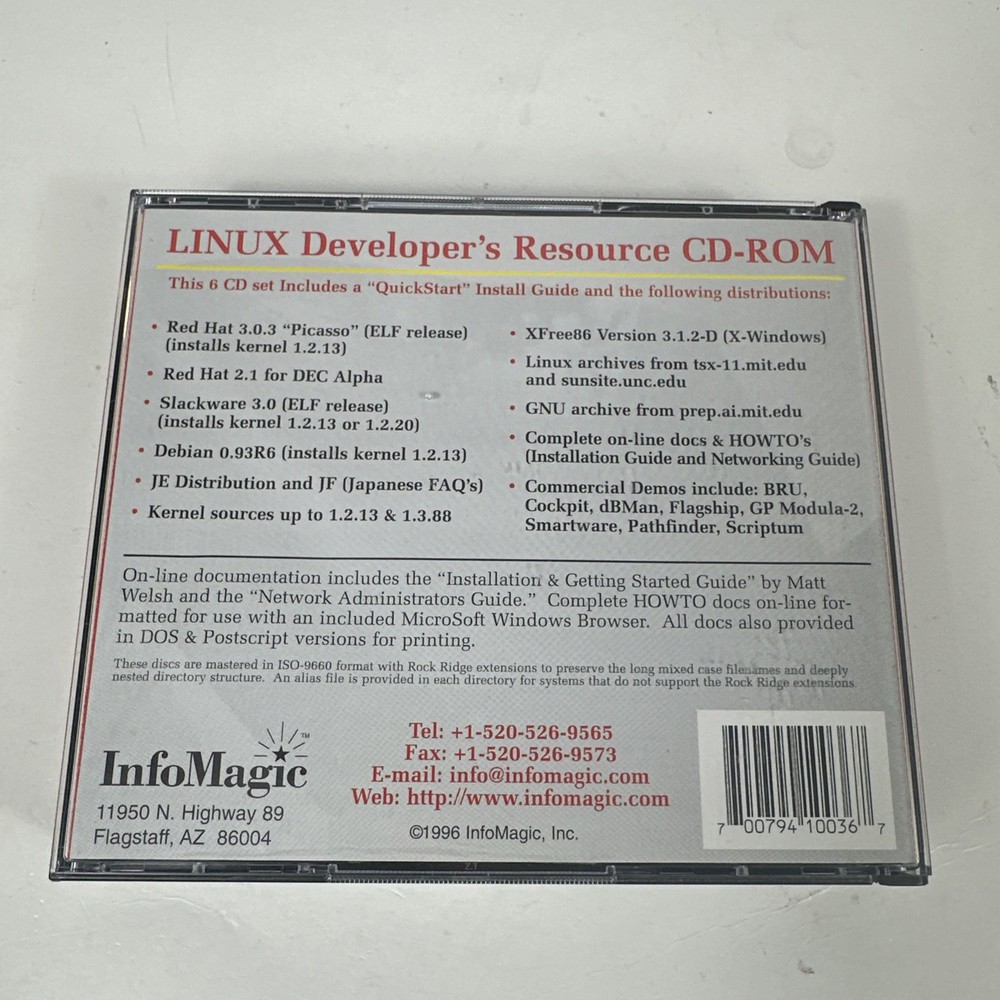 LINUX Developer's Resource CD-ROM
This 6 CD set Includes a "QuickStart" Install Guide and the following distributions:
• Red Hat 3.0.3 "Picasso" (ELF release)
(installs kernel 1.2.13)
• Red Hat 2.1 for DEC Alpha
• Slackware 3.0 (ELF release)
(installs kernel 1.2.13 or 1.2.20)
• Debian 0.93R6 (installs kernel 1.2.13)
• JE Distribution and JF (Japanese FAQ's)
• Kernel sources up to 1.2.13 & 1.3.88
• XFree86 Version 3.1.2-D (X-Windows)
• Linux archives from tsx-11.mit.edu
and sunsite.unc.edu
• GNU archive from prep.ai.mit.edu
• Complete on-line docs & HOWTO's
(Installation Guide and Networking Guide)
• Commercial Demos include: BRU,
Cockpit, dBMan, Flagship, GP Modula-2,
Smartware, Pathfinder, Scriptum
On-line documentation includes the "Installation & Getting Started Guide" by Matt
Welsh and the "Network Administrators Guide." Complete HOWTO docs on-line for-
matted for use with an included MicroSoft Windows Browser. All docs also provided
in DOS & Postscript versions for printing.
These discs are mastered in ISO-9660 format with Rock Ridge extensions to preserve the long mixed case filenames and deeply
nested directory structure. An alias file is provided in each directory for systems that do not support the Rock Ridge extensions.
InfoMagic™
11950 N. Highway 89
Flagstaff, AZ 86004
Tel: +1-520-526-9565
Fax: +1-520-526-9573
E-mail: info@infomagic.com
Web: http://www.infomagic.com
©1996 InfoMagic, Inc.
7 00794 10036 7